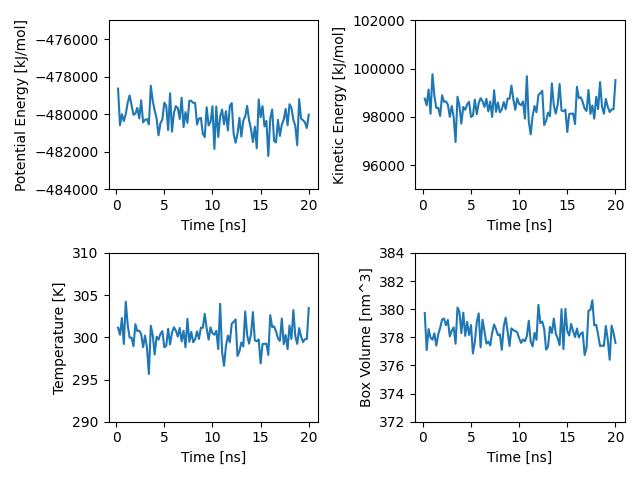 Potential Energy [kJ/mol]
−476000
−478000
−480000
−482000
−484000
0 5 10 15 20
Time [ns]
Kinetic Energy [kJ/mol]
102000
100000
98000
96000
0 5 10 15 20
Time [ns]
Temperature [K]
310
305
300
295
290
0 5 10 15 20
Time [ns]
Box Volume [nm^3]
384
382
380
378
376
374
372
0 5 10 15 20
Time [ns]